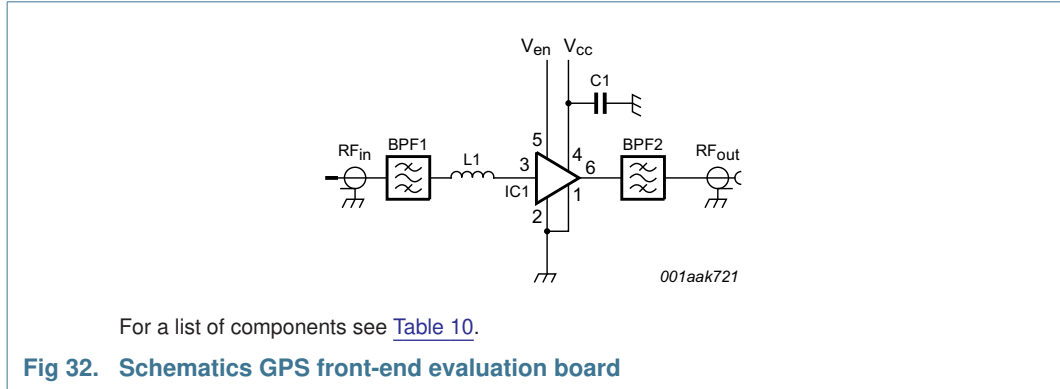 Ven Vcc
C1
5
BPF1
4
BPF2
RFin
L1
3
6
RFout
IC1
1
2
001aak721
For a list of components see Table 10.
Fig 32. Schematics GPS front-end evaluation board